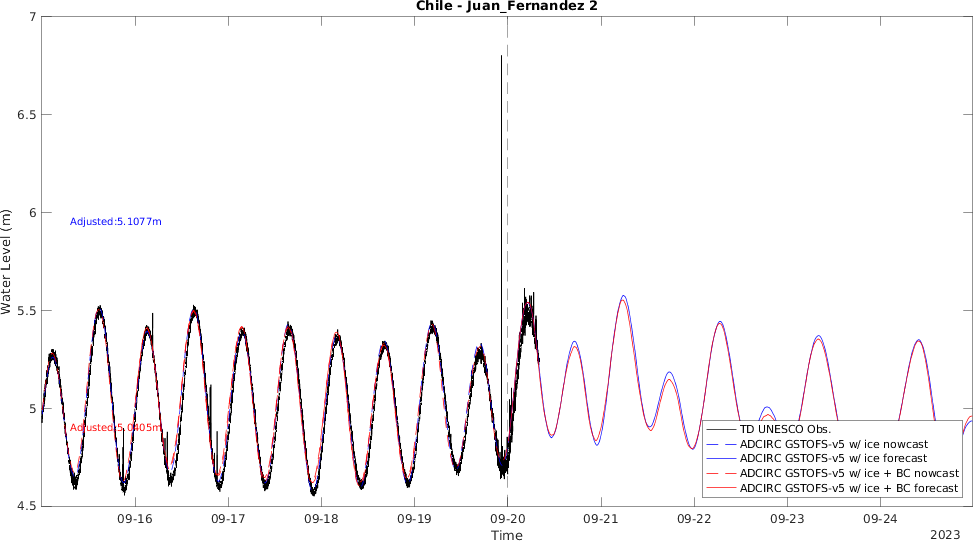 Chile - Juan_Fernandez 2
7
6.5
6
5.5
5
4.5
Water Level (m)
Adjusted:5.1077m
Adjusted:5.0405m
TD UNESCO Obs.
ADCIRC GSTOFS-v5 w/ ice nowcast
ADCIRC GSTOFS-v5 w/ ice forecast
ADCIRC GSTOFS-v5 w/ ice + BC nowcast
ADCIRC GSTOFS-v5 w/ ice + BC forecast
09-16 09-17 09-18 09-19 09-20 09-21 09-22 09-23 09-24
Time
2023